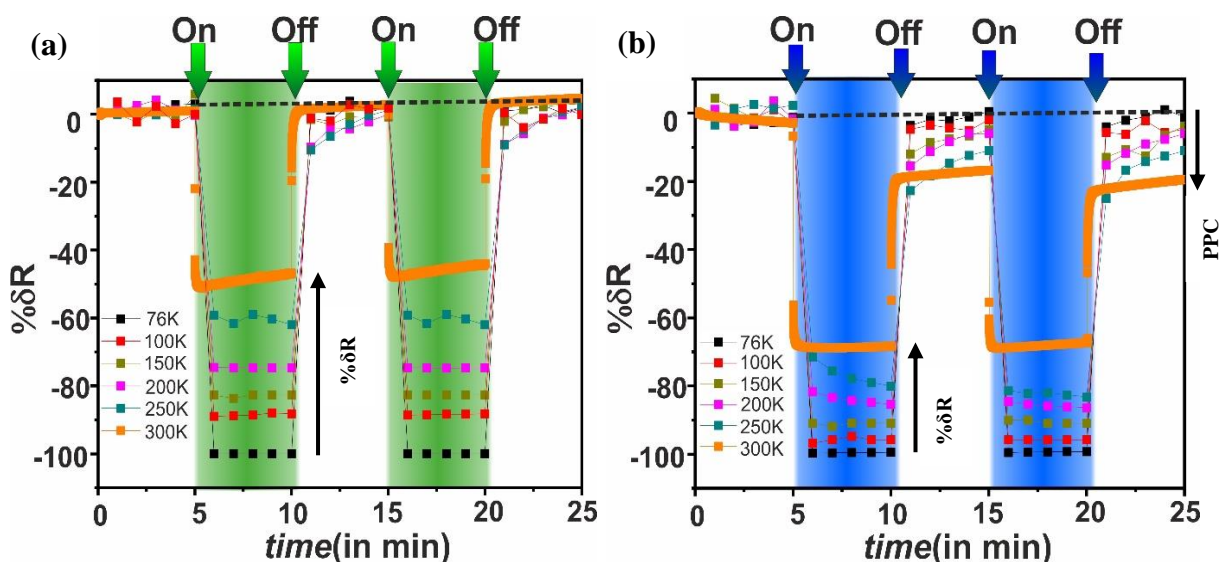 (a)
On Off On Off
0
-20
-40
-60
-80
-100
%δR
76K
100K
150K
200K
250K
300K
%δR
0 5 10 15 20 25
time(in min)
(b)
On Off On Off
0
-20
-40
-60
-80
-100
%δR
76K
100K
150K
200K
250K
300K
%δR
PPC
0 5 10 15 20 25
time(in min)